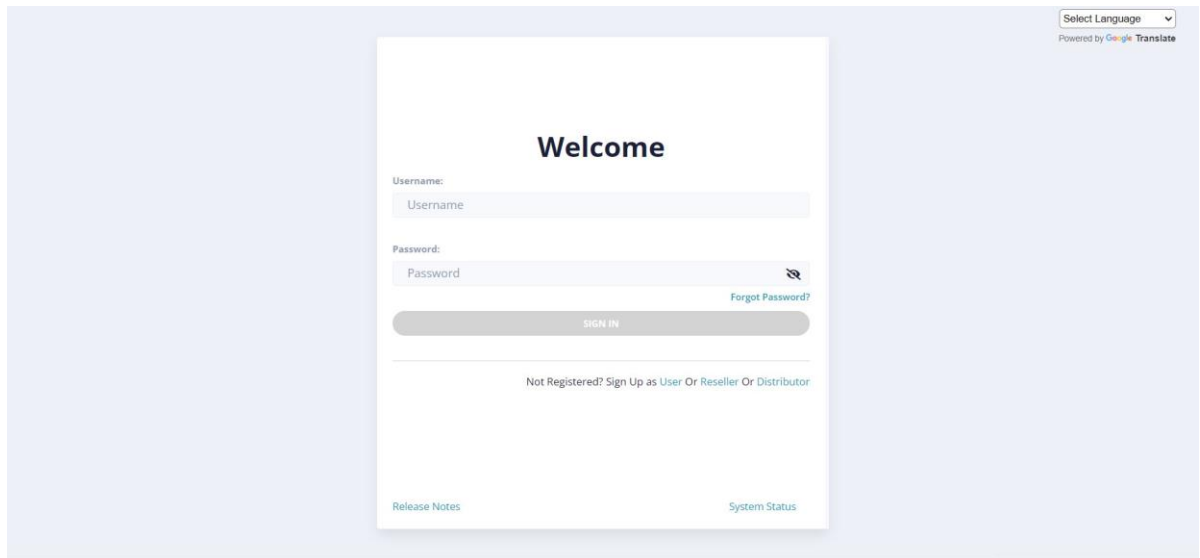 Select Language
Powered by Google Translate
Welcome
Username:
Username
Password:
Password
Forgot Password?
SIGN IN
Not Registered? Sign Up as User Or Reseller Or Distributor
Release Notes
System Status